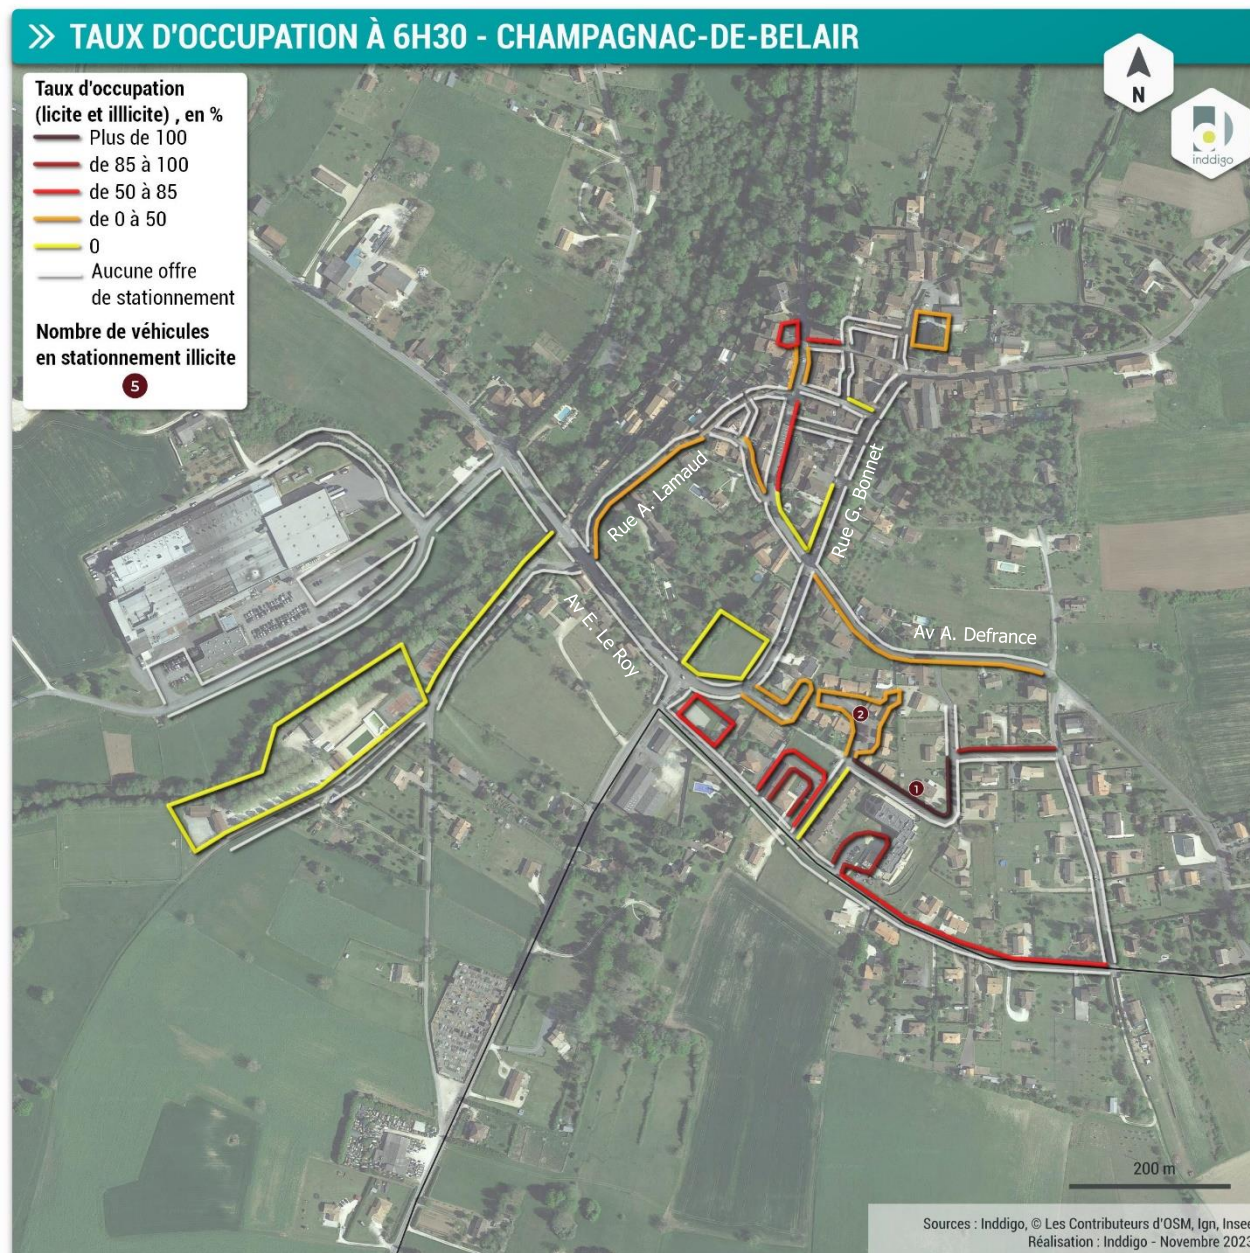 >> TAUX D'OCCUPATION À 6H30 - CHAMPAGNAC-DE-BELAIR
Taux d'occupation
(licite et illlicite) , en %
Plus de 100
de 85 à 100
de 50 à 85
de 0 à 50
0
Aucune offre
de stationnement
Nombre de véhicules
en stationnement illicite
5
N
inddigo
Rue A. Lamaud
Rue G. Bonnet
Av E. Le Roy
Av A. Defrance
2
1
200 m
Sources : Inddigo, © Les Contributeurs d'OSM, Ign, Insee
Réalisation : Inddigo - Novembre 2023